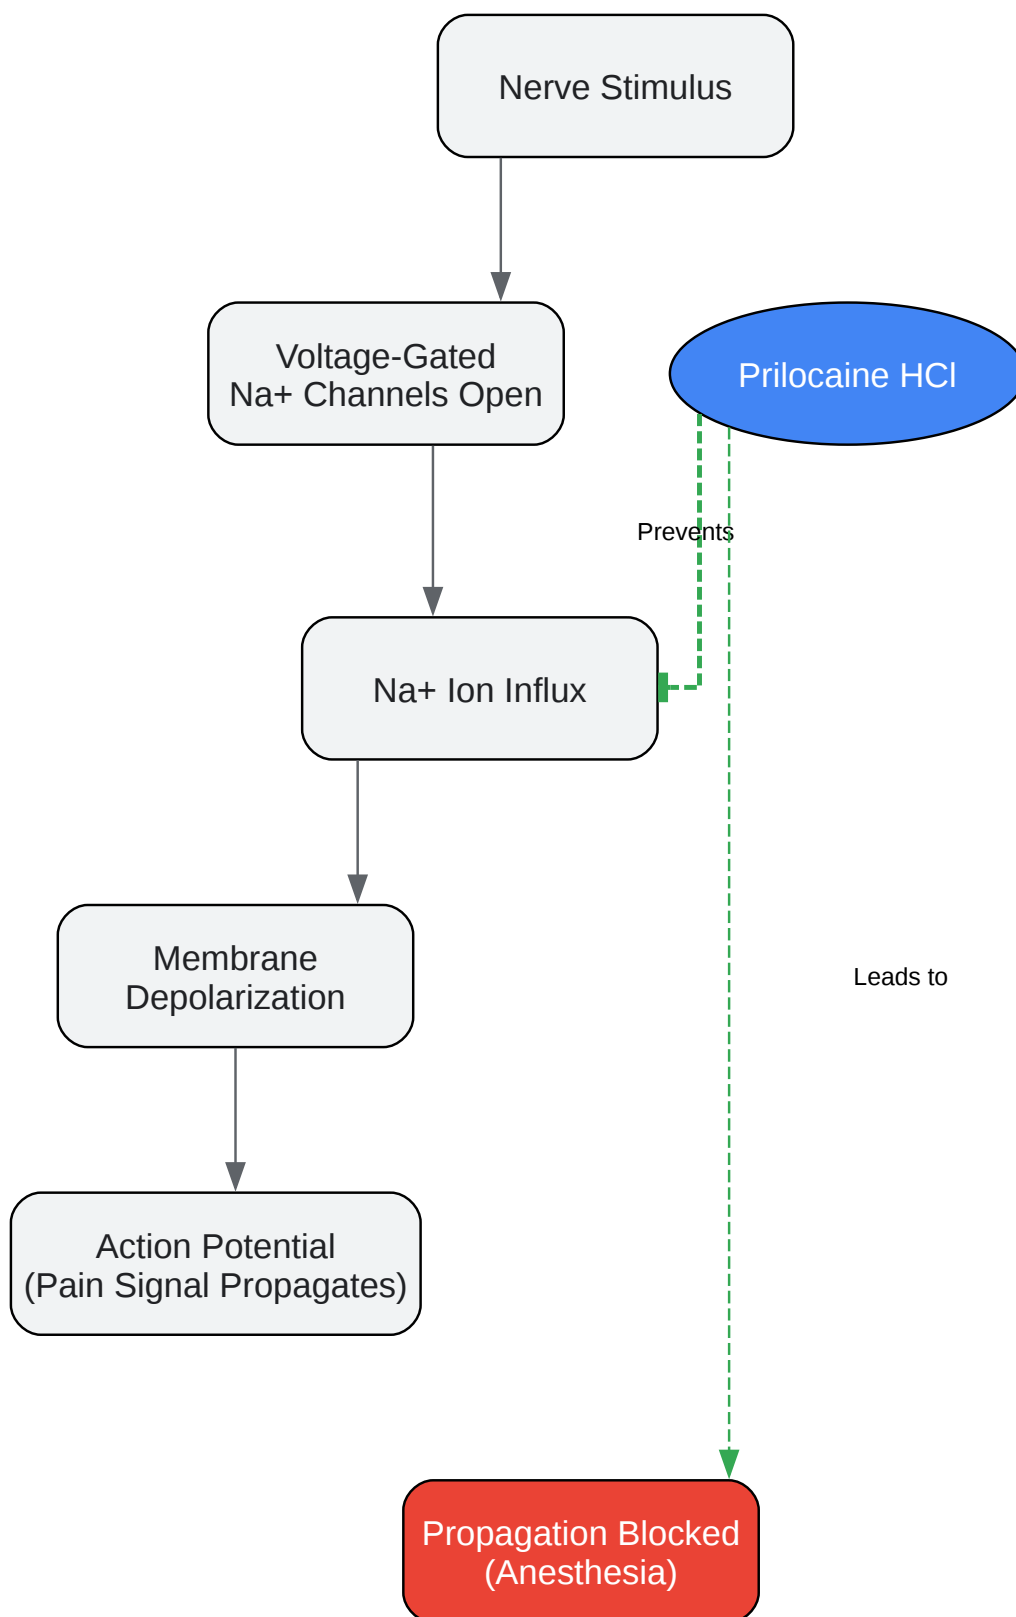 Nerve Stimulus
Voltage-Gated
Na+ Channels Open
Prilocaine HCl
Prevents
Na+ Ion Influx
Membrane
Depolarization
Leads to
Action Potential
(Pain Signal Propagates)
Propagation Blocked
(Anesthesia)